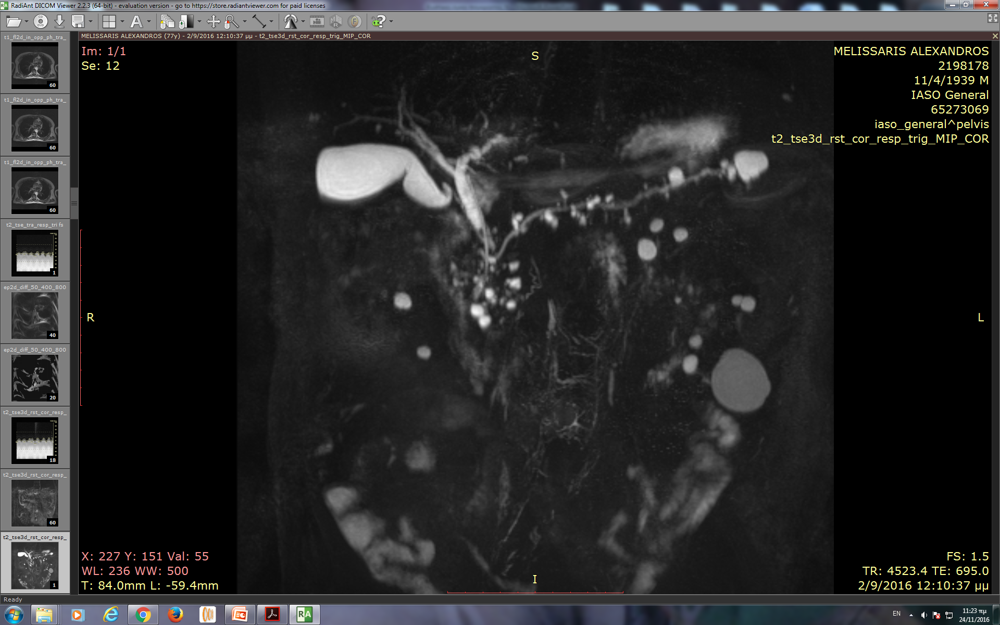 RadiAnt DICOM Viewer 2.2.3 (64-bit) - evaluation version - go to https://store.radiantviewer.com for paid licenses
MELISSARIS ALEXANDROS (77y) - 2/9/2016 12:10:37 μμ - t2_tse3d_rst_cor_resp_trig_MIP_COR
t1_fl2d_in_opp_ph_tra_
60
t1_fl2d_in_opp_ph_tra_
60
t1_fl2d_in_opp_ph_tra_
60
t2_tse_tra_resp_tri fs
1
ep2d_diff_50_400_800
40
ep2d_diff_50_400_800
20
t2_tse3d_rst_cor_resp_
18
t2_tse3d_rst_cor_resp_
60
t2_tse3d_rst_cor_resp_
1
Im: 1/1
Se: 12
S
MELISSARIS ALEXANDROS
2198178
11/4/1939 M
IASO General
65273069
iaso_general^pelvis
t2_tse3d_rst_cor_resp_trig_MIP_COR
R
L
X: 227 Y: 151 Val: 55
WL: 236 WW: 500
T: 84.0mm L: -59.4mm
I
FS: 1.5
TR: 4523.4 TE: 695.0
2/9/2016 12:10:37 μμ
Ready
EN
11:23 πμ
24/11/2016